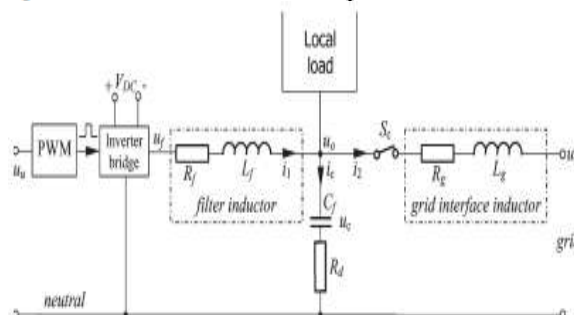 Local
load
+ V_DC -
u_u
PWM
Inverter
bridge
u_f
R_f
L_f
i_1
filter inductor
u_o
i_c
i_2
S_c
R_g
L_g
grid interface inductor
C_f
u_c
R_d
neutral